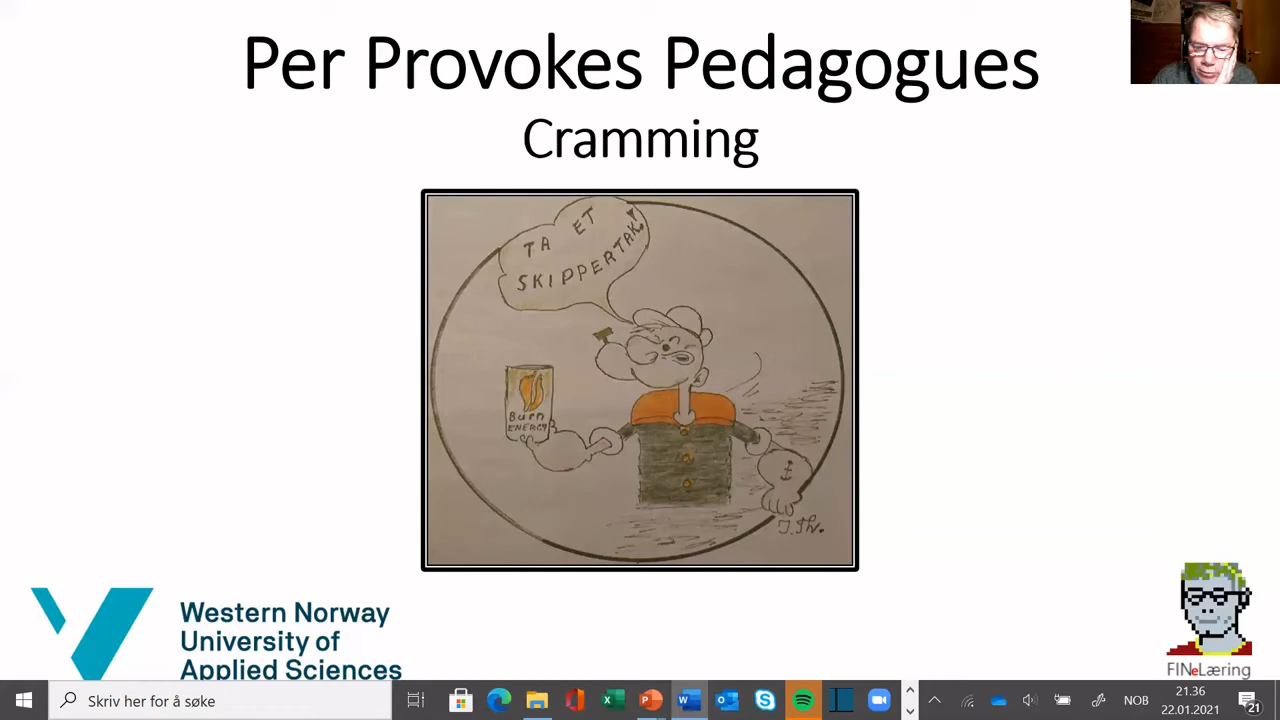 Per Provokes Pedagogues
Cramming
TA ET
SKIPPERTAK!
Burn
ENERGY
J.Th.
Western Norway
University of
Applied Sciences
FINeLæring
Skriv her for å søke
NOB
21.36
22.01.2021
21